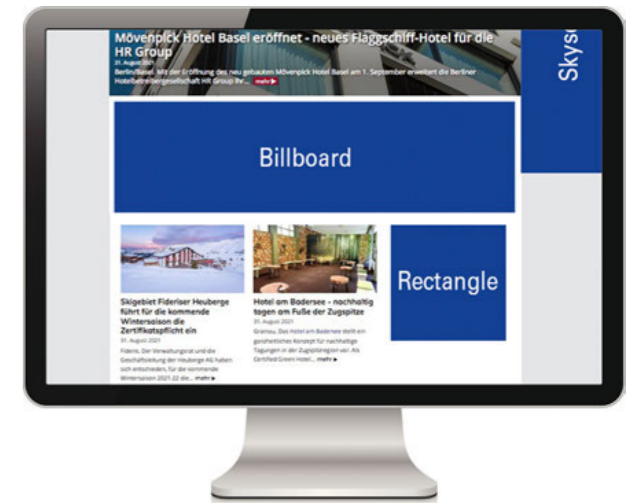 Mövenpick Hotel Basel eröffnet - neues Flaggschiff-Hotel für die
HR Group
31. August 2021
Berlin/Basel. Mit der Eröffnung des neu gebauten Mövenpick Hotel Basel am 1. September erweitert die Berliner
Hotelbetreibergesellschaft HR Group ihr... mehr ▶
Skysc
Billboard
Rectangle
Skigebiet Fideriser Heuberge
führt für die kommende
Wintersaison die
Zertifikatspflicht ein
31. August 2021
Fideris. Der Verwaltungsrat und die
Geschäftsleitung der Heuberge AG haben
sich entschieden, für die kommende
Wintersaison 2021-22 die... mehr ▶
Hotel am Badersee - nachhaltig
tagen am Fuße der Zugspitze
31. August 2021
Grainau. Das Hotel am Badersee stellt ein
ganzheitliches Konzept für nachhaltige
Tagungen in der Zugspitzregion vor. Als
Certified Green Hotel... mehr ▶